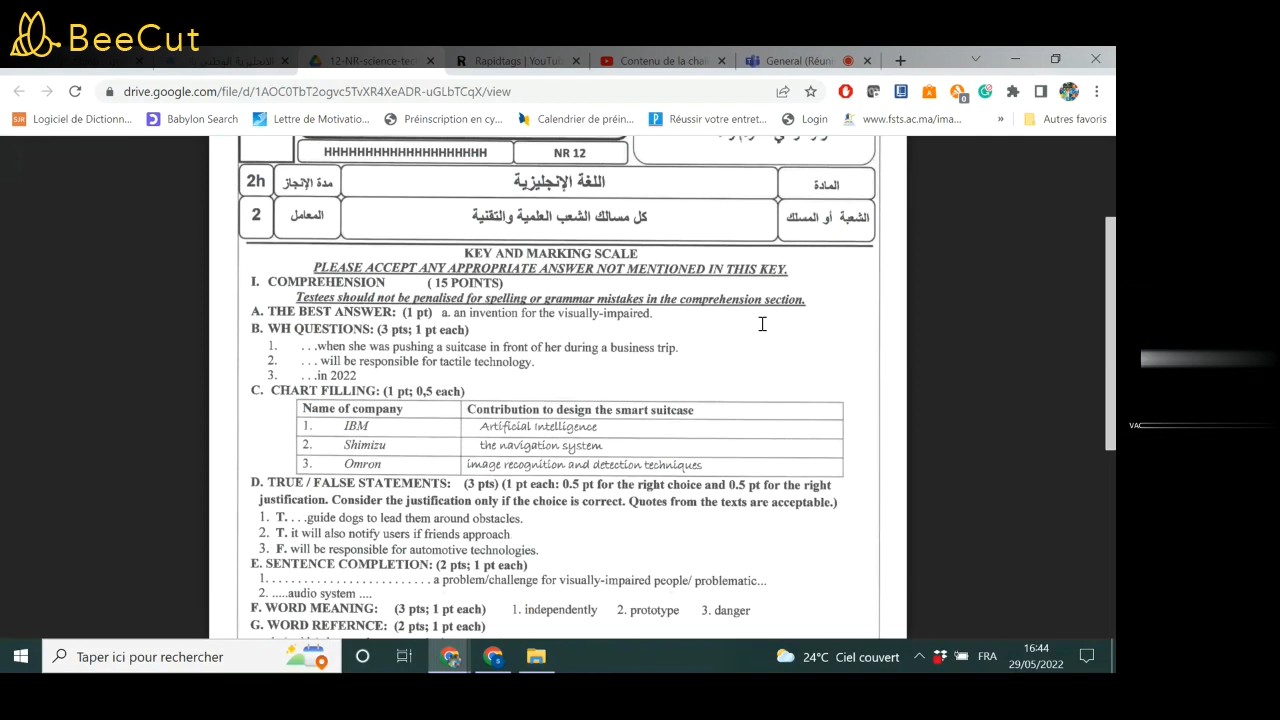 BeeCut
12-NR-science-tec
Rapidtags | YouTub
Contenu de la cha
General (Réuni
drive.google.com/file/d/1AOC0TbT2ogvc5TvXR4XeADR-uGLbTCqX/view
Logiciel de Dictionn...
Babylon Search
Lettre de Motivatio...
Préinscription en cy...
Calendrier de préin...
Réussir votre entret...
Login
www.fsts.ac.ma/ima...
»
Autres favoris
HHHHHHHHHHHHHHHHHHH NR 12
2h مدة الإنجاز اللغة الإنجليزية المادة
2 المعامل كل مسالك الشعب العلمية والتقنية الشعبة أو المسلك
KEY AND MARKING SCALE
PLEASE ACCEPT ANY APPROPRIATE ANSWER NOT MENTIONED IN THIS KEY.
I. COMPREHENSION ( 15 POINTS)
Testees should not be penalised for spelling or grammar mistakes in the comprehension section.
A. THE BEST ANSWER: (1 pt) a. an invention for the visually-impaired.
B. WH QUESTIONS: (3 pts; 1 pt each)
1. . . .when she was pushing a suitcase in front of her during a business trip.
2. . . . will be responsible for tactile technology.
3. . . .in 2022
C. CHART FILLING: (1 pt; 0,5 each)
Name of company Contribution to design the smart suitcase
1. IBM Artificial Intelligence
2. Shimizu the navigation system
3. Omron image recognition and detection techniques
D. TRUE / FALSE STATEMENTS: (3 pts) (1 pt each: 0.5 pt for the right choice and 0.5 pt for the right
justification. Consider the justification only if the choice is correct. Quotes from the texts are acceptable.)
1. T. . . .guide dogs to lead them around obstacles.
2. T. it will also notify users if friends approach
3. F. will be responsible for automotive technologies.
E. SENTENCE COMPLETION: (2 pts; 1 pt each)
1. . . . . . . . . . . . . . . . . . . . . . . . . a problem/challenge for visually-impaired people/ problematic...
2. .....audio system ....
F. WORD MEANING: (3 pts; 1 pt each) 1. independently 2. prototype 3. danger
G. WORD REFERNCE: (2 pts; 1 pt each)
Taper ici pour rechercher
24°C Ciel couvert
FRA
16:44
29/05/2022